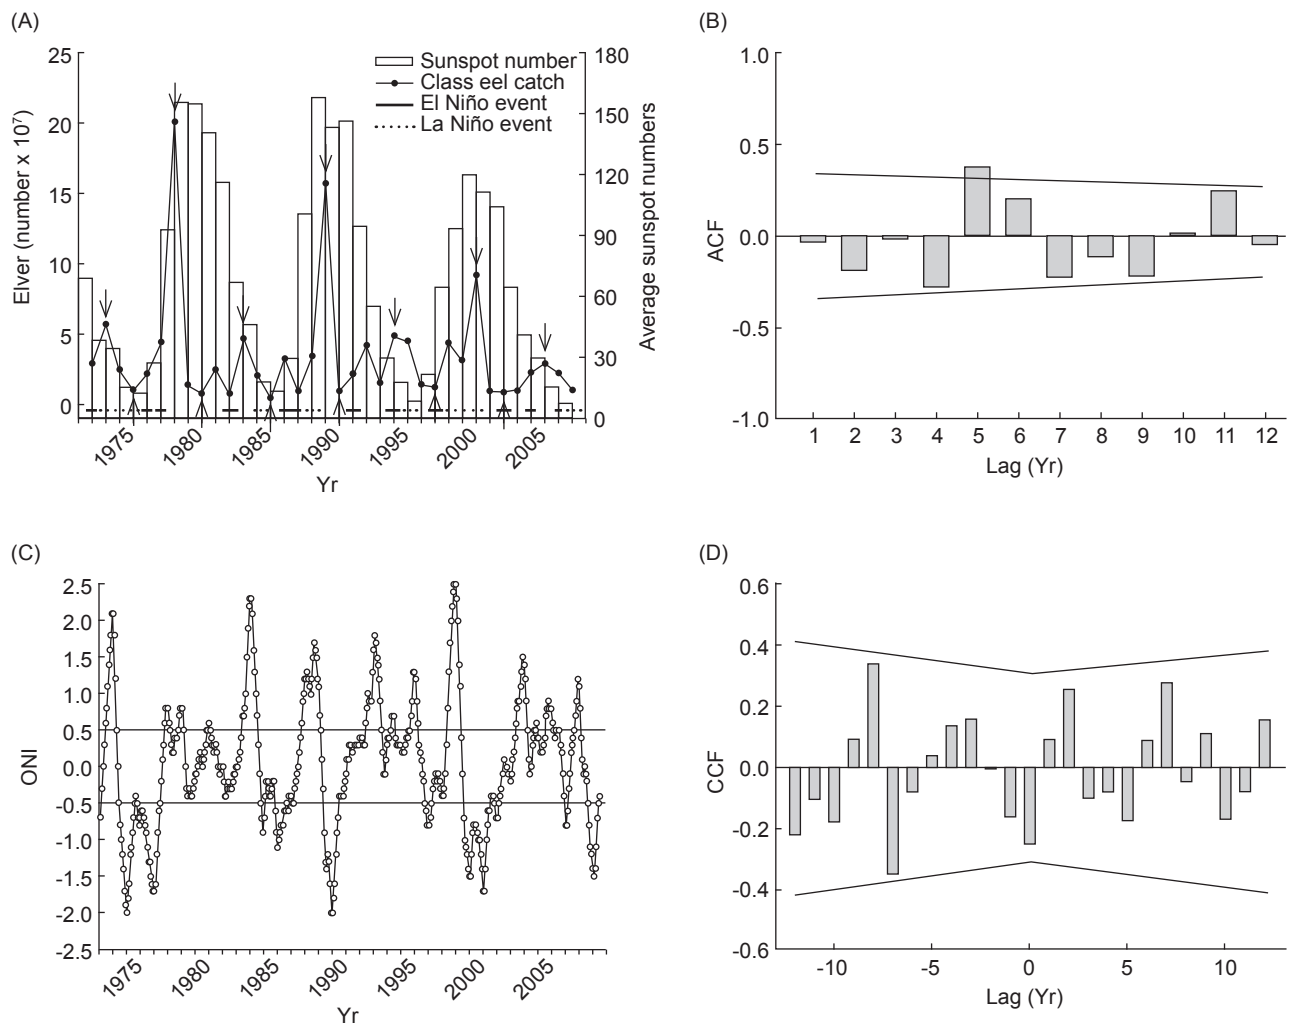 (A)
Elver (number x 10⁷)
25
20
15
10
5
0
Sunspot number
Class eel catch
El Niño event
La Niño event
180
150
120
90
60
30
0
Average sunspot numbers
1975
1980
1985
1990
1995
2000
2005
Yr
(B)
ACF
1.0
0.5
0.0
-0.5
-1.0
1 2 3 4 5 6 7 8 9 10 11 12
Lag (Yr)
(C)
ONI
2.5
2.0
1.5
1.0
0.5
0.0
-0.5
-1.0
-1.5
-2.0
-2.5
1975
1980
1985
1990
1995
2000
2005
Yr
(D)
CCF
0.6
0.4
0.2
0.0
-0.2
-0.4
-0.6
-10 -5 0 5 10
Lag (Yr)